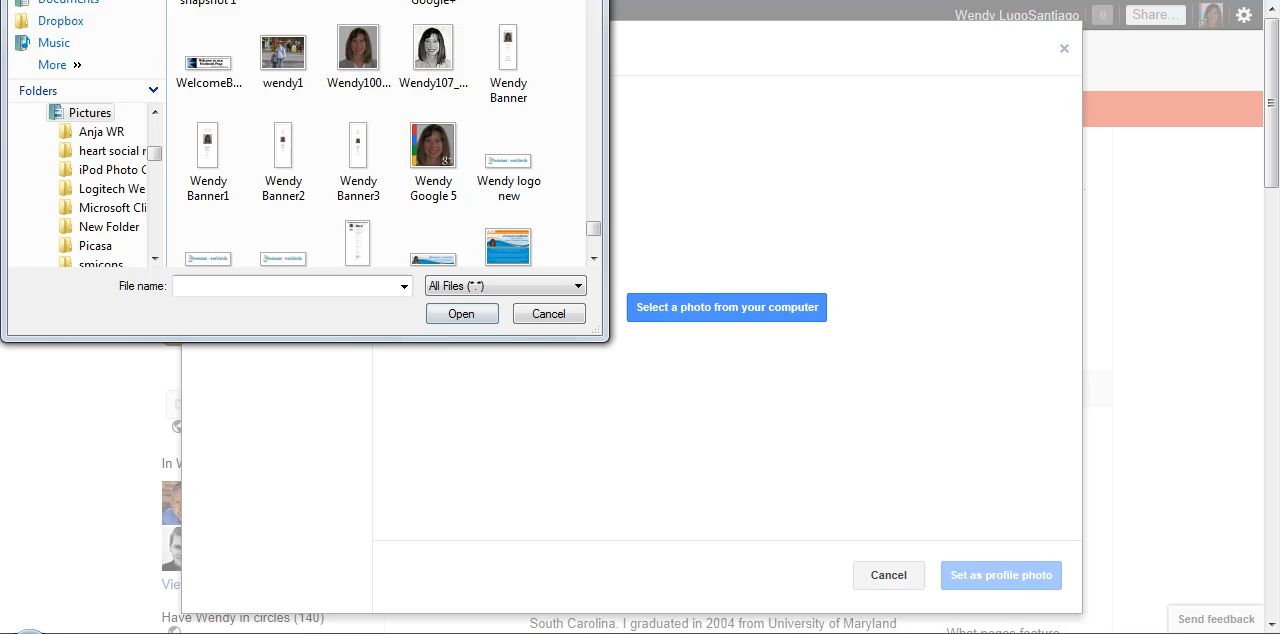 Documents
Dropbox
Music
More »
Folders
Pictures
Anja WR
heart social r
iPod Photo C
Logitech We
Microsoft Cli
New Folder
Picasa
smicons
snapshot 1
Google+
WelcomeB...
wendy1
Wendy100...
Wendy107_...
Wendy
Banner
Wendy
Banner1
Wendy
Banner2
Wendy
Banner3
Wendy
Google 5
Wendy logo
new
File name:
All Files (*.*)
Open
Cancel
Wendy LugoSantiago
0
Share...
×
Select a photo from your computer
In W
Vie
Have Wendy in circles (140)
Cancel
Set as profile photo
South Carolina. I graduated in 2004 from University of Maryland
What pages feature
Send feedback